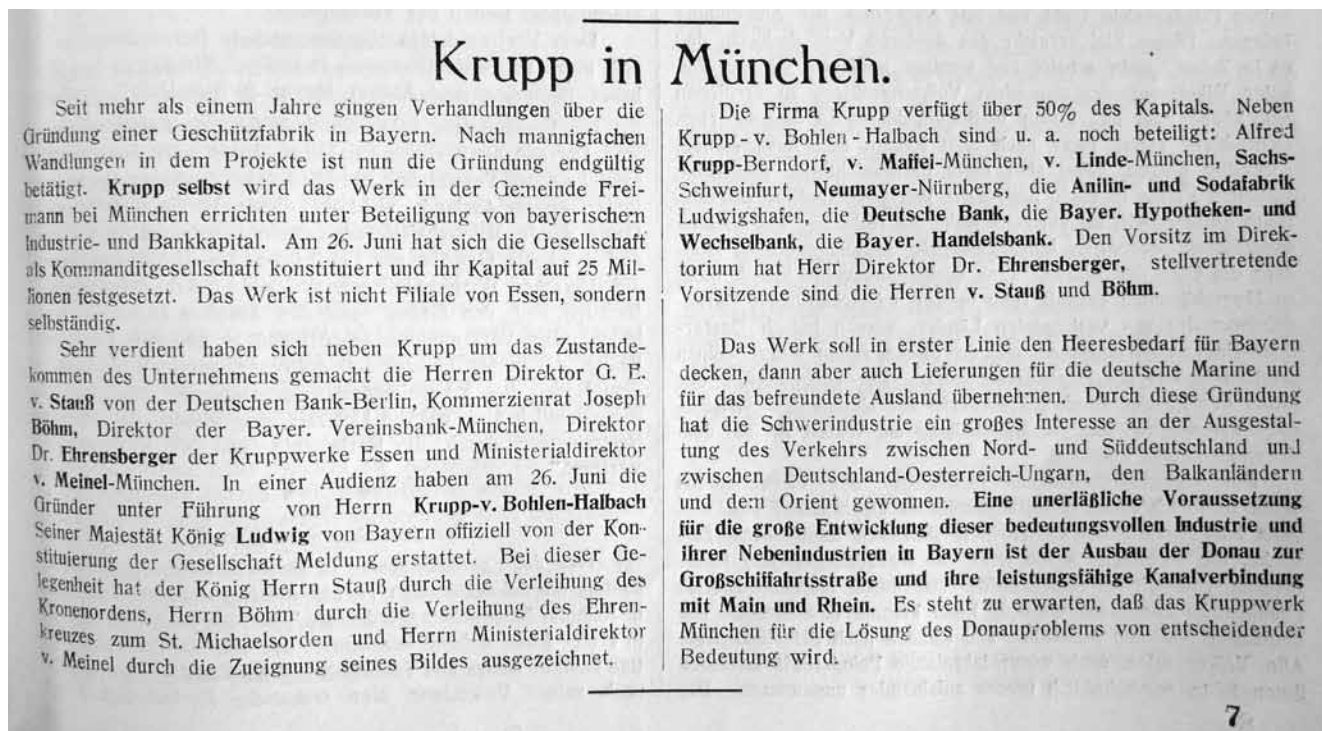 Krupp in München.
Seit mehr als einem Jahre gingen Verhandlungen über die
Gründung einer Geschützfabrik in Bayern. Nach mannigfachen
Wandlungen in dem Projekte ist nun die Gründung endgültig
betätigt. Krupp selbst wird das Werk in der Gemeinde Frei-
mann bei München errichten unter Beteiligung von bayerischem
Industrie- und Bankkapital. Am 26. Juni hat sich die Gesellschaft
als Kommanditgesellschaft konstituiert und ihr Kapital auf 25 Mil-
lionen festgesetzt. Das Werk ist nicht Filiale von Essen, sondern
selbständig.
Sehr verdient haben sich neben Krupp um das Zustande-
kommen des Unternehmens gemacht die Herren Direktor G. E.
v. Stauß von der Deutschen Bank-Berlin, Kommerzienrat Joseph
Böhm, Direktor der Bayer. Vereinsbank-München, Direktor
Dr. Ehrensberger der Kruppwerke Essen und Ministerialdirektor
v. Meinel-München. In einer Audienz haben am 26. Juni die
Gründer unter Führung von Herrn Krupp-v. Bohlen-Halbach
Seiner Majestät König Ludwig von Bayern offiziell von der Kon-
stituierung der Gesellschaft Meldung erstattet. Bei dieser Ge-
legenheit hat der König Herrn Stauß durch die Verleihung des
Kronenordens, Herrn Böhm durch die Verleihung des Ehren-
kreuzes zum St. Michaelsorden und Herrn Ministerialdirektor
v. Meinel durch die Zueignung seines Bildes ausgezeichnet.
Die Firma Krupp verfügt über 50% des Kapitals. Neben
Krupp-v. Bohlen-Halbach sind u. a. noch beteiligt: Alfred
Krupp-Berndorf, v. Maffei-München, v. Linde-München, Sachs-
Schweinfurt, Neumayer-Nürnberg, die Anilin- und Sodafabrik
Ludwigshafen, die Deutsche Bank, die Bayer. Hypotheken- und
Wechselbank, die Bayer. Handelsbank. Den Vorsitz im Direk-
torium hat Herr Direktor Dr. Ehrensberger, stellvertretende
Vorsitzende sind die Herren v. Stauß und Böhm.
Das Werk soll in erster Linie den Heeresbedarf für Bayern
decken, dann aber auch Lieferungen für die deutsche Marine und
für das befreundete Ausland übernehmen. Durch diese Gründung
hat die Schwerindustrie ein großes Interesse an der Ausgestal-
tung des Verkehrs zwischen Nord- und Süddeutschland und
zwischen Deutschland-Oesterreich-Ungarn, den Balkanländern
und dem Orient gewonnen. Eine unerläßliche Voraussetzung
für die große Entwicklung dieser bedeutungsvollen Industrie und
ihrer Nebenindustrien in Bayern ist der Ausbau der Donau zur
Großschiffahrtsstraße und ihre leistungsfähige Kanalverbindung
mit Main und Rhein. Es steht zu erwarten, daß das Kruppwerk
München für die Lösung des Donauproblems von entscheidender
Bedeutung wird.
7